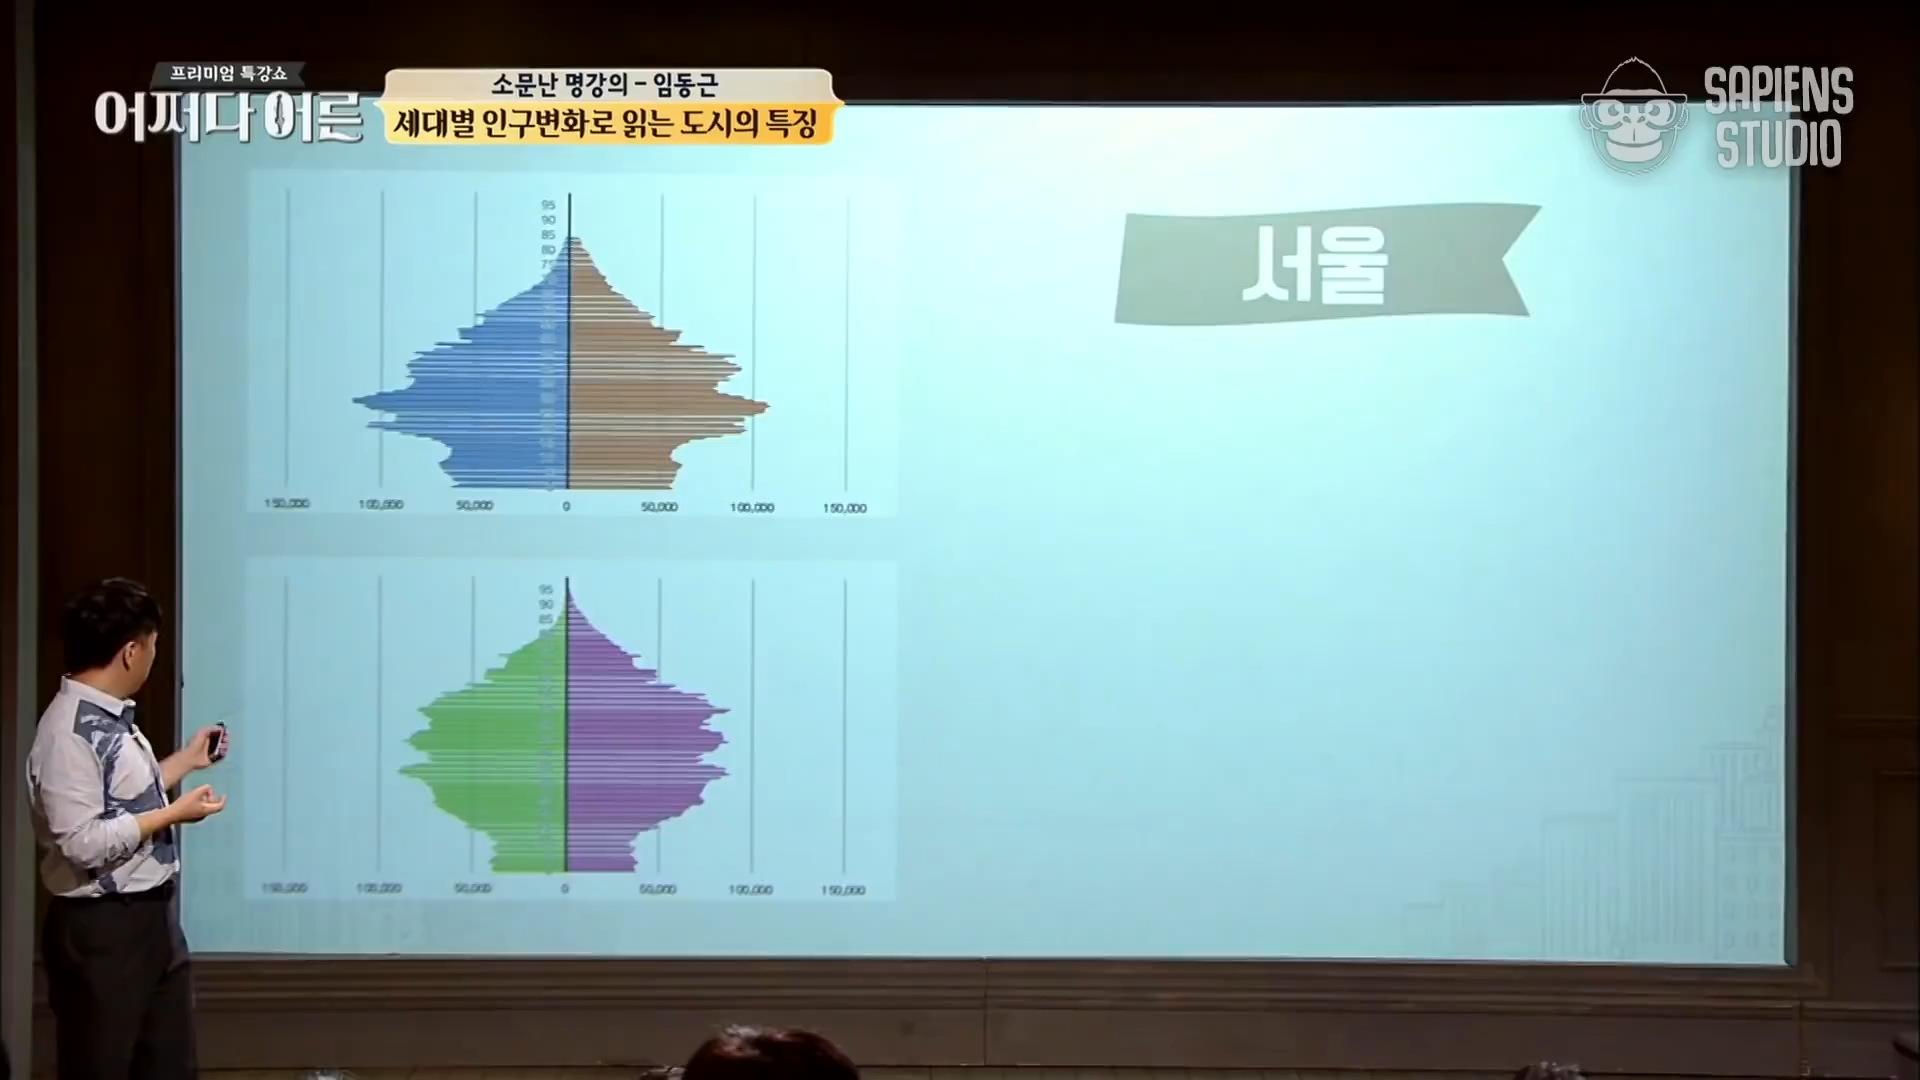 프리미엄 특강쇼
어쩌다 어른
소문난 명강의 - 임동근
세대별 인구변화로 읽는 도시의 특징
SAPIENS
STUDIO
서울
95
90
85
80
150,000 100,000 50,000 0 50,000 100,000 150,000
95
90
85
150,000 100,000 50,000 0 50,000 100,000 150,000